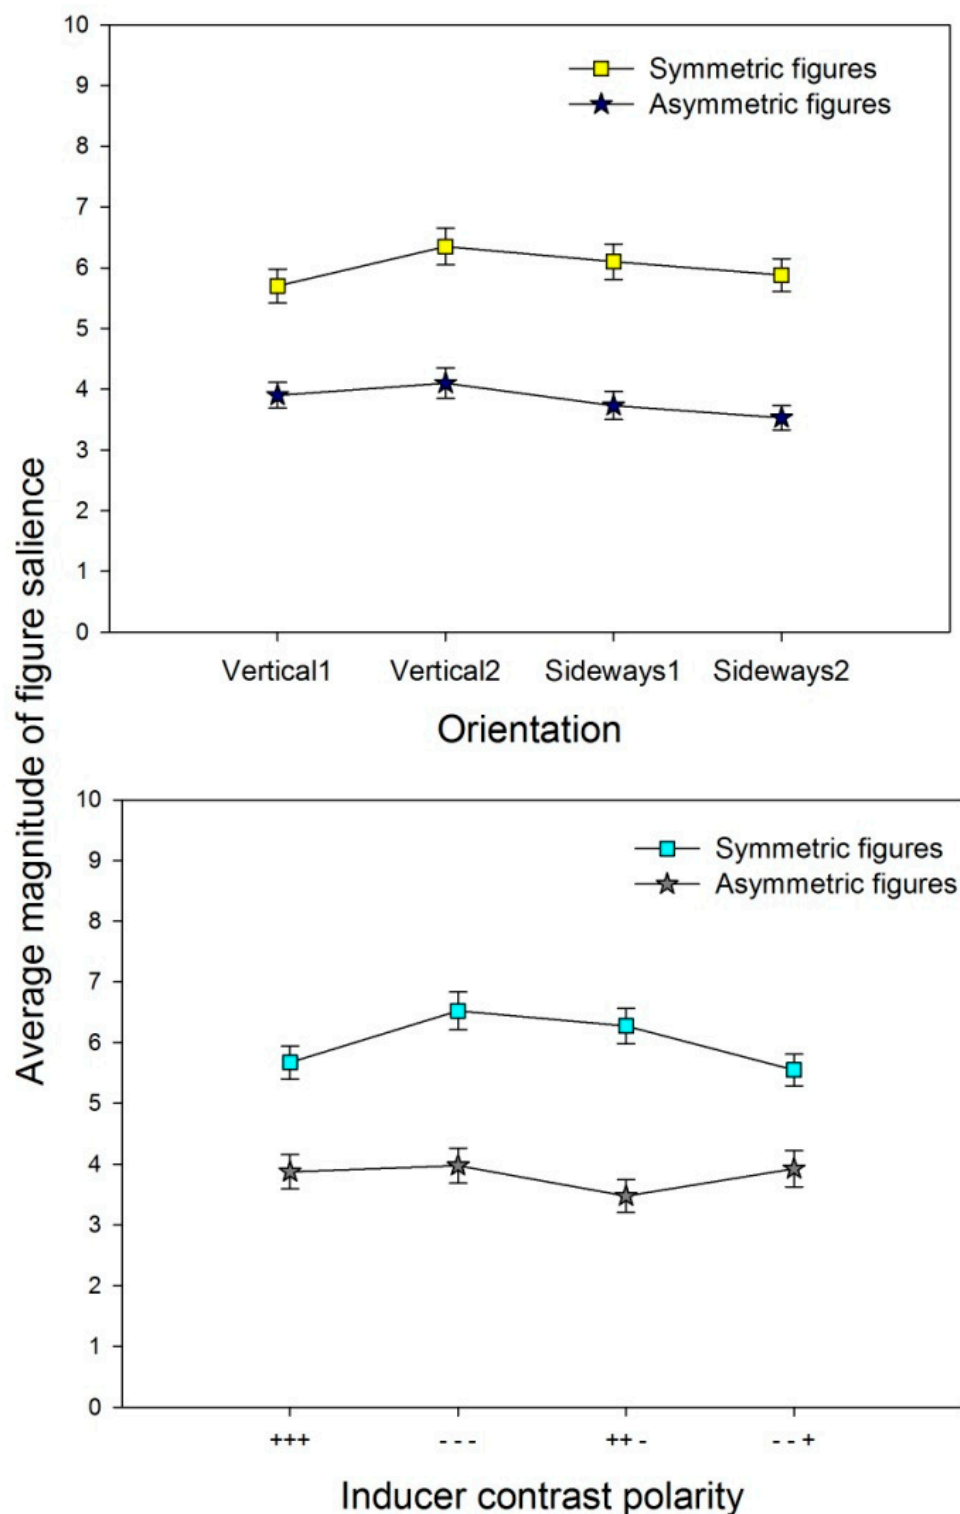 Average magnitude of figure salience
10
9
8
7
6
5
4
3
2
1
0
Symmetric figures
Asymmetric figures
Vertical1 Vertical2 Sideways1 Sideways2
Orientation
10
9
8
7
6
5
4
3
2
1
0
Symmetric figures
Asymmetric figures
+++ - - - ++ - - - +
Inducer contrast polarity